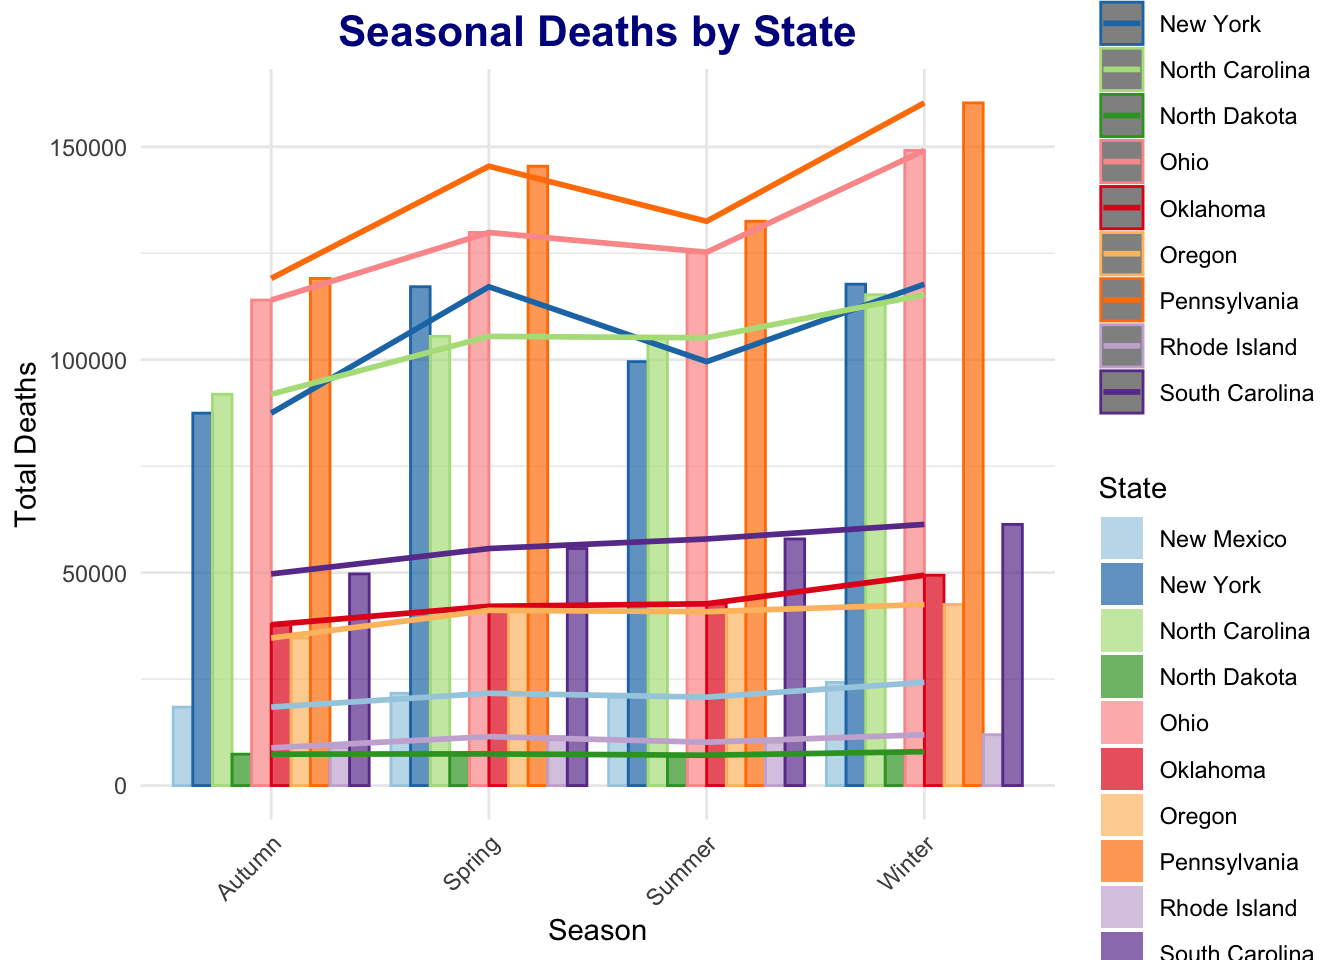 Seasonal Deaths by State
150000
100000
50000
0
Total Deaths
Autumn
Spring
Summer
Winter
Season
New York
North Carolina
North Dakota
Ohio
Oklahoma
Oregon
Pennsylvania
Rhode Island
South Carolina
State
New Mexico
New York
North Carolina
North Dakota
Ohio
Oklahoma
Oregon
Pennsylvania
Rhode Island
South Carolina